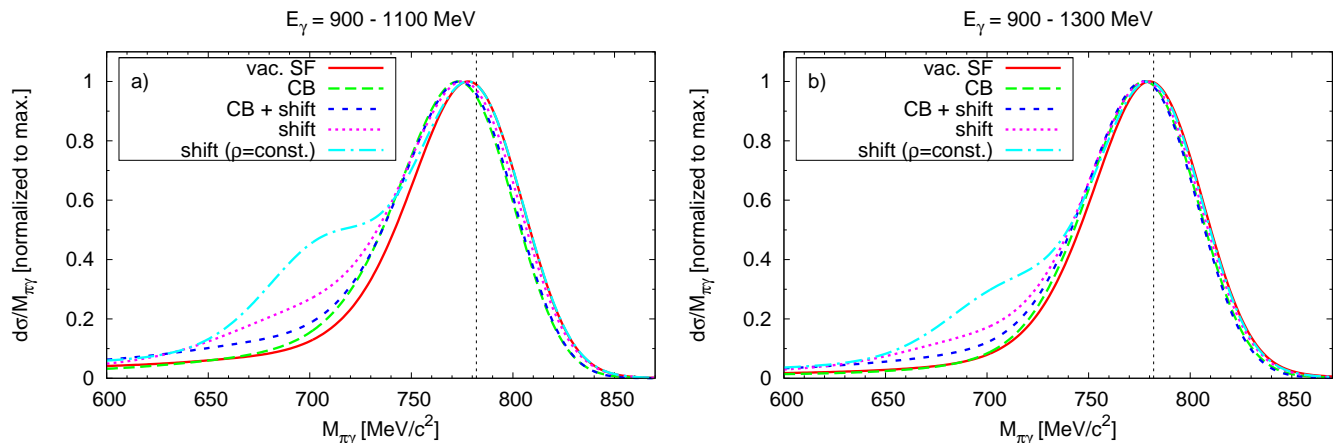 E_γ = 900 - 1100 MeV
a)
vac. SF
CB
CB + shift
shift
shift (ρ=const.)
dσ/M_πγ [normalized to max.]
1
0.8
0.6
0.4
0.2
0
600 650 700 750 800 850
M_πγ [MeV/c²]
E_γ = 900 - 1300 MeV
b)
vac. SF
CB
CB + shift
shift
shift (ρ=const.)
dσ/M_πγ [normalized to max.]
1
0.8
0.6
0.4
0.2
0
600 650 700 750 800 850
M_πγ [MeV/c²]